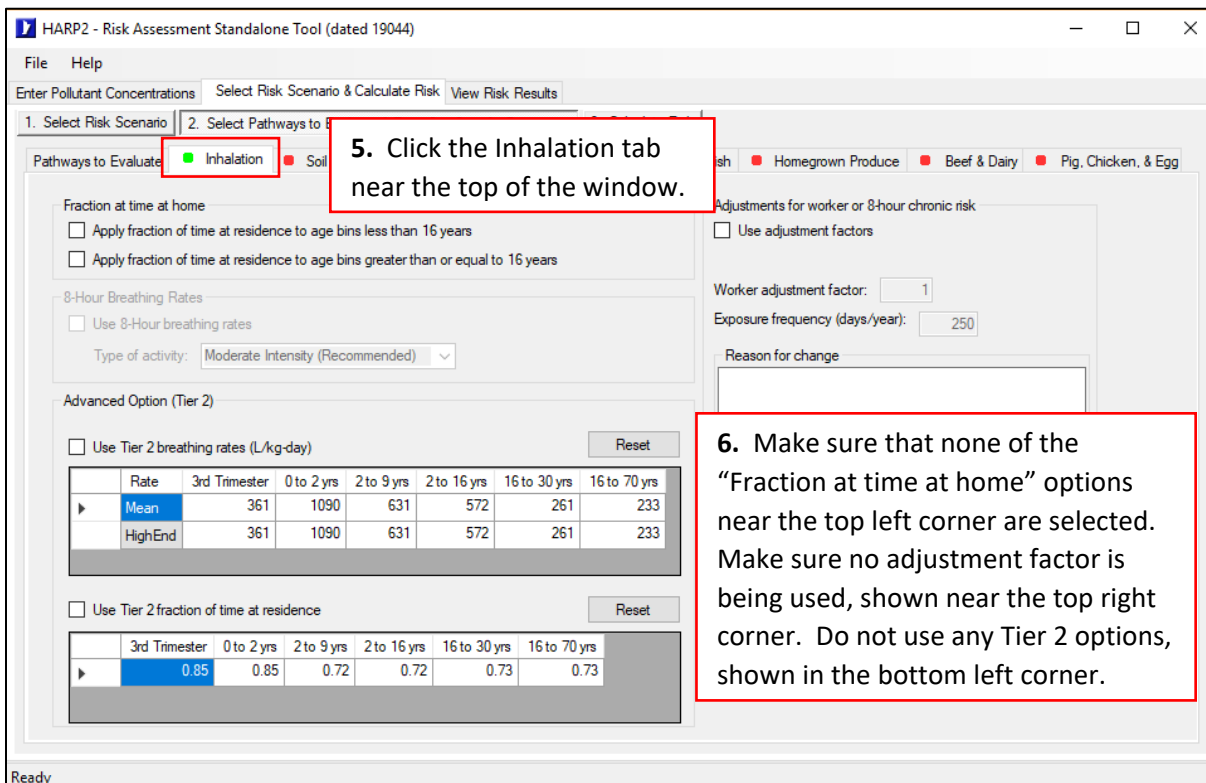 HARP2 - Risk Assessment Standalone Tool (dated 19044)
File Help
Enter Pollutant Concentrations Select Risk Scenario & Calculate Risk View Risk Results
1. Select Risk Scenario 2. Select Pathways to
Pathways to Evaluate Inhalation Soil Homegrown Produce Beef & Dairy Pig, Chicken, & Egg
5. Click the Inhalation tab
near the top of the window.
Fraction at time at home
Apply fraction of time at residence to age bins less than 16 years
Apply fraction of time at residence to age bins greater than or equal to 16 years
Adjustments for worker or 8-hour chronic risk
Use adjustment factors
8-Hour Breathing Rates
Use 8-Hour breathing rates
Type of activity: Moderate Intensity (Recommended)
Worker adjustment factor: 1
Exposure frequency (days/year): 250
Reason for change
Advanced Option (Tier 2)
Use Tier 2 breathing rates (L/kg-day) Reset
Rate 3rd Trimester 0 to 2 yrs 2 to 9 yrs 2 to 16 yrs 16 to 30 yrs 16 to 70 yrs
Mean 361 1090 631 572 261 233
HighEnd 361 1090 631 572 261 233
Use Tier 2 fraction of time at residence Reset
3rd Trimester 0 to 2 yrs 2 to 9 yrs 2 to 16 yrs 16 to 30 yrs 16 to 70 yrs
0.85 0.85 0.72 0.72 0.73 0.73
6. Make sure that none of the
“Fraction at time at home” options
near the top left corner are selected.
Make sure no adjustment factor is
being used, shown near the top right
corner. Do not use any Tier 2 options,
shown in the bottom left corner.
Ready